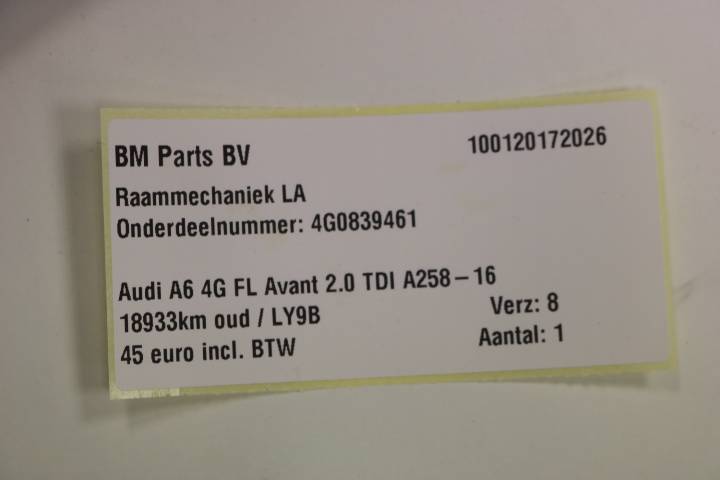 BM Parts BV 100120172026
Raammechaniek LA
Onderdeelnummer: 4G0839461
Audi A6 4G FL Avant 2.0 TDI A258-16
18933km oud / LY9B Verz: 8
45 euro incl. BTW Aantal: 1